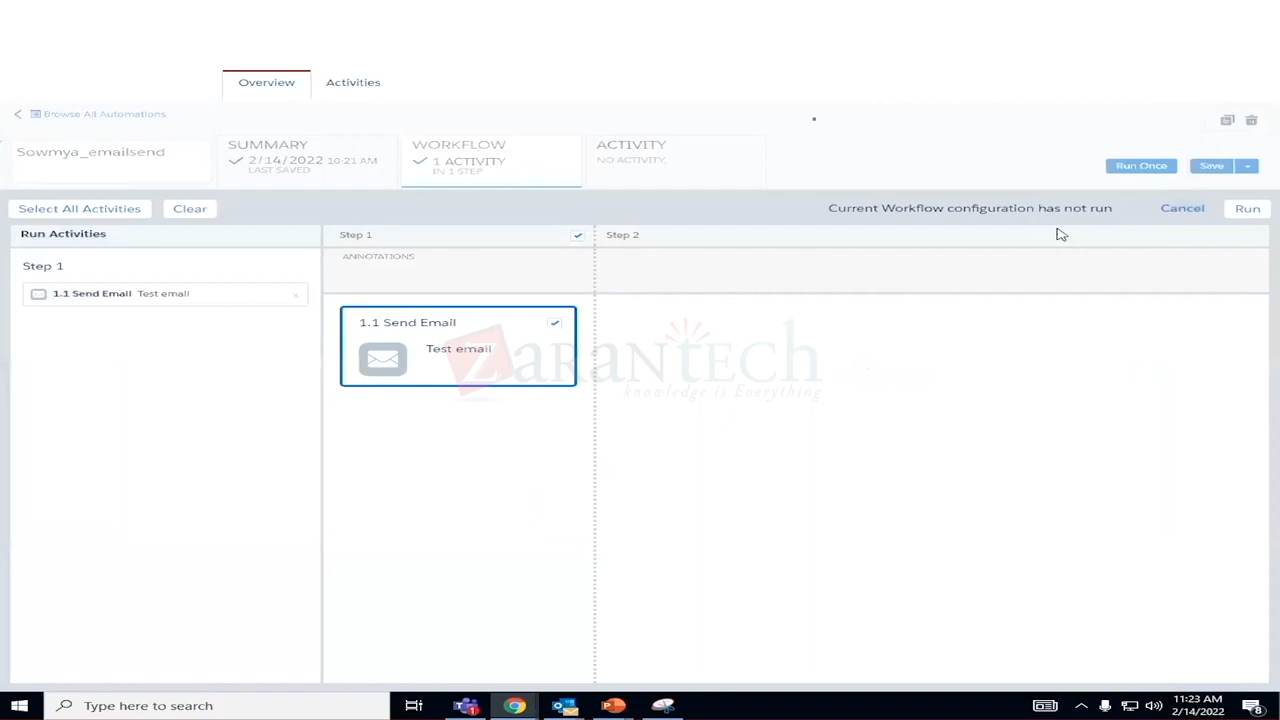 Overview Activities
Browse All Automations
Sowmya_emailsend
SUMMARY
2/14/2022 10:21 AM
LAST SAVED
WORKFLOW
1 ACTIVITY
IN 1 STEP
ACTIVITY
NO ACTIVITY.
Run Once Save
Select All Activities Clear
Current Workflow configuration has not run Cancel Run
Run Activities
Step 1 Step 2
ANNOTATIONS
Step 1
1.1 Send Email Test email
1.1 Send Email
Test email
zarantech
knowledge is Everything
Type here to search
1
11:23 AM
2/14/2022
8